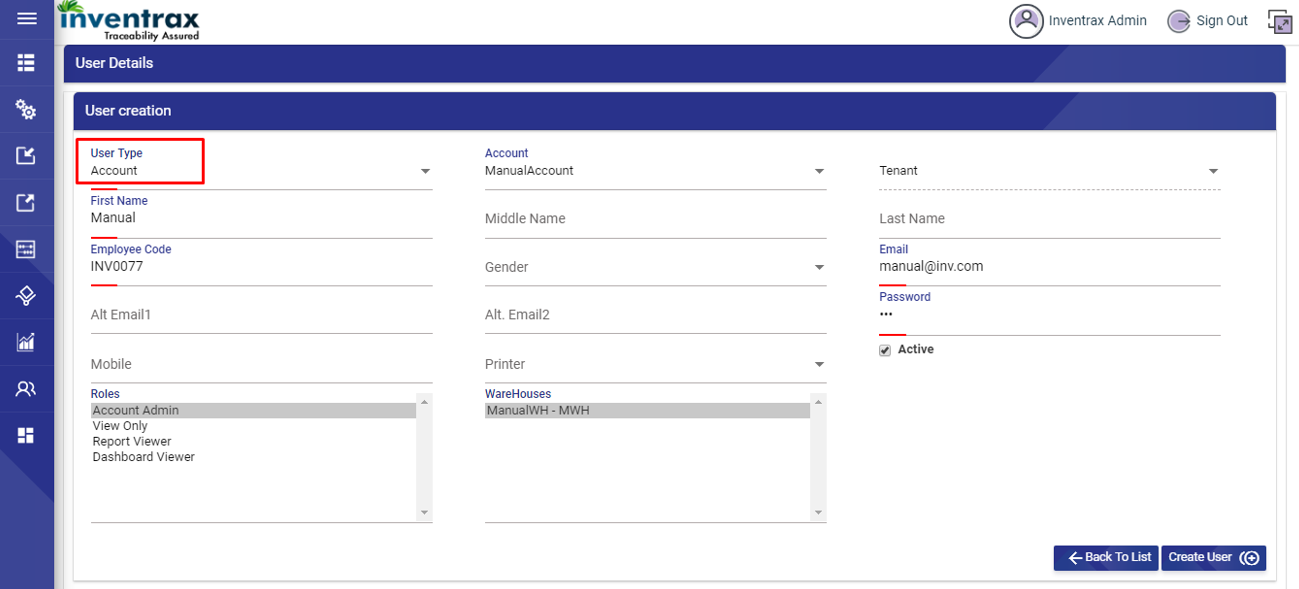 inventrax
Traceability Assured
Inventrax Admin
Sign Out
User Details
User creation
User Type
Account
Account
ManualAccount
Tenant
First Name
Manual
Middle Name
Last Name
Employee Code
INV0077
Gender
Email
manual@inv.com
Alt Email1
Alt. Email2
Password
•••
Mobile
Printer
Active
Roles
Account Admin
View Only
Report Viewer
Dashboard Viewer
WareHouses
ManualWH - MWH
Back To List
Create User